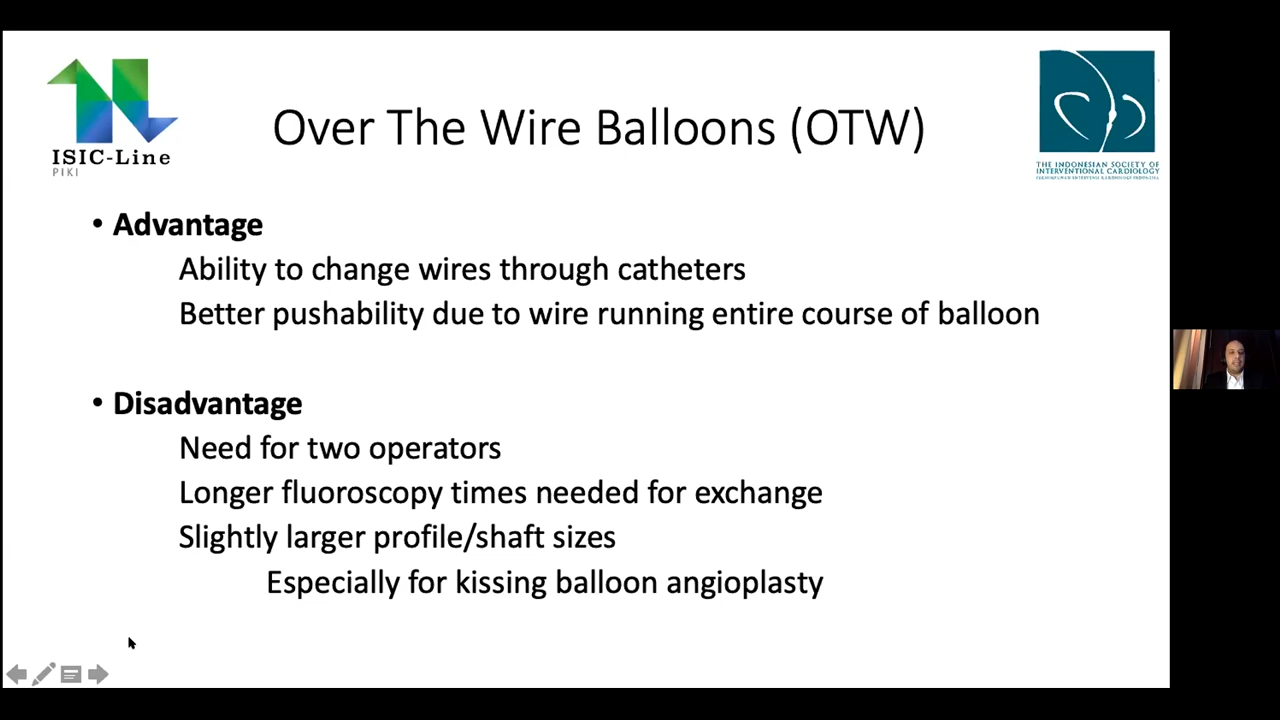 ISIC-Line
PIKI
Over The Wire Balloons (OTW)
THE INDONESIAN SOCIETY OF
INTERVENTIONAL CARDIOLOGY
• Advantage
Ability to change wires through catheters
Better pushability due to wire running entire course of balloon
• Disadvantage
Need for two operators
Longer fluoroscopy times needed for exchange
Slightly larger profile/shaft sizes
Especially for kissing balloon angioplasty